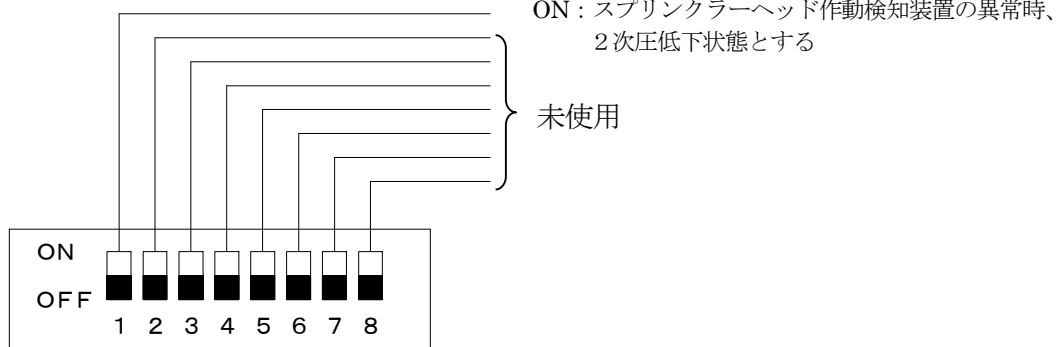 ON：スプリンクラーヘッド作動検知装置の異常時、
２次圧低下状態とする
未使用
ON
OFF
1 2 3 4 5 6 7 8